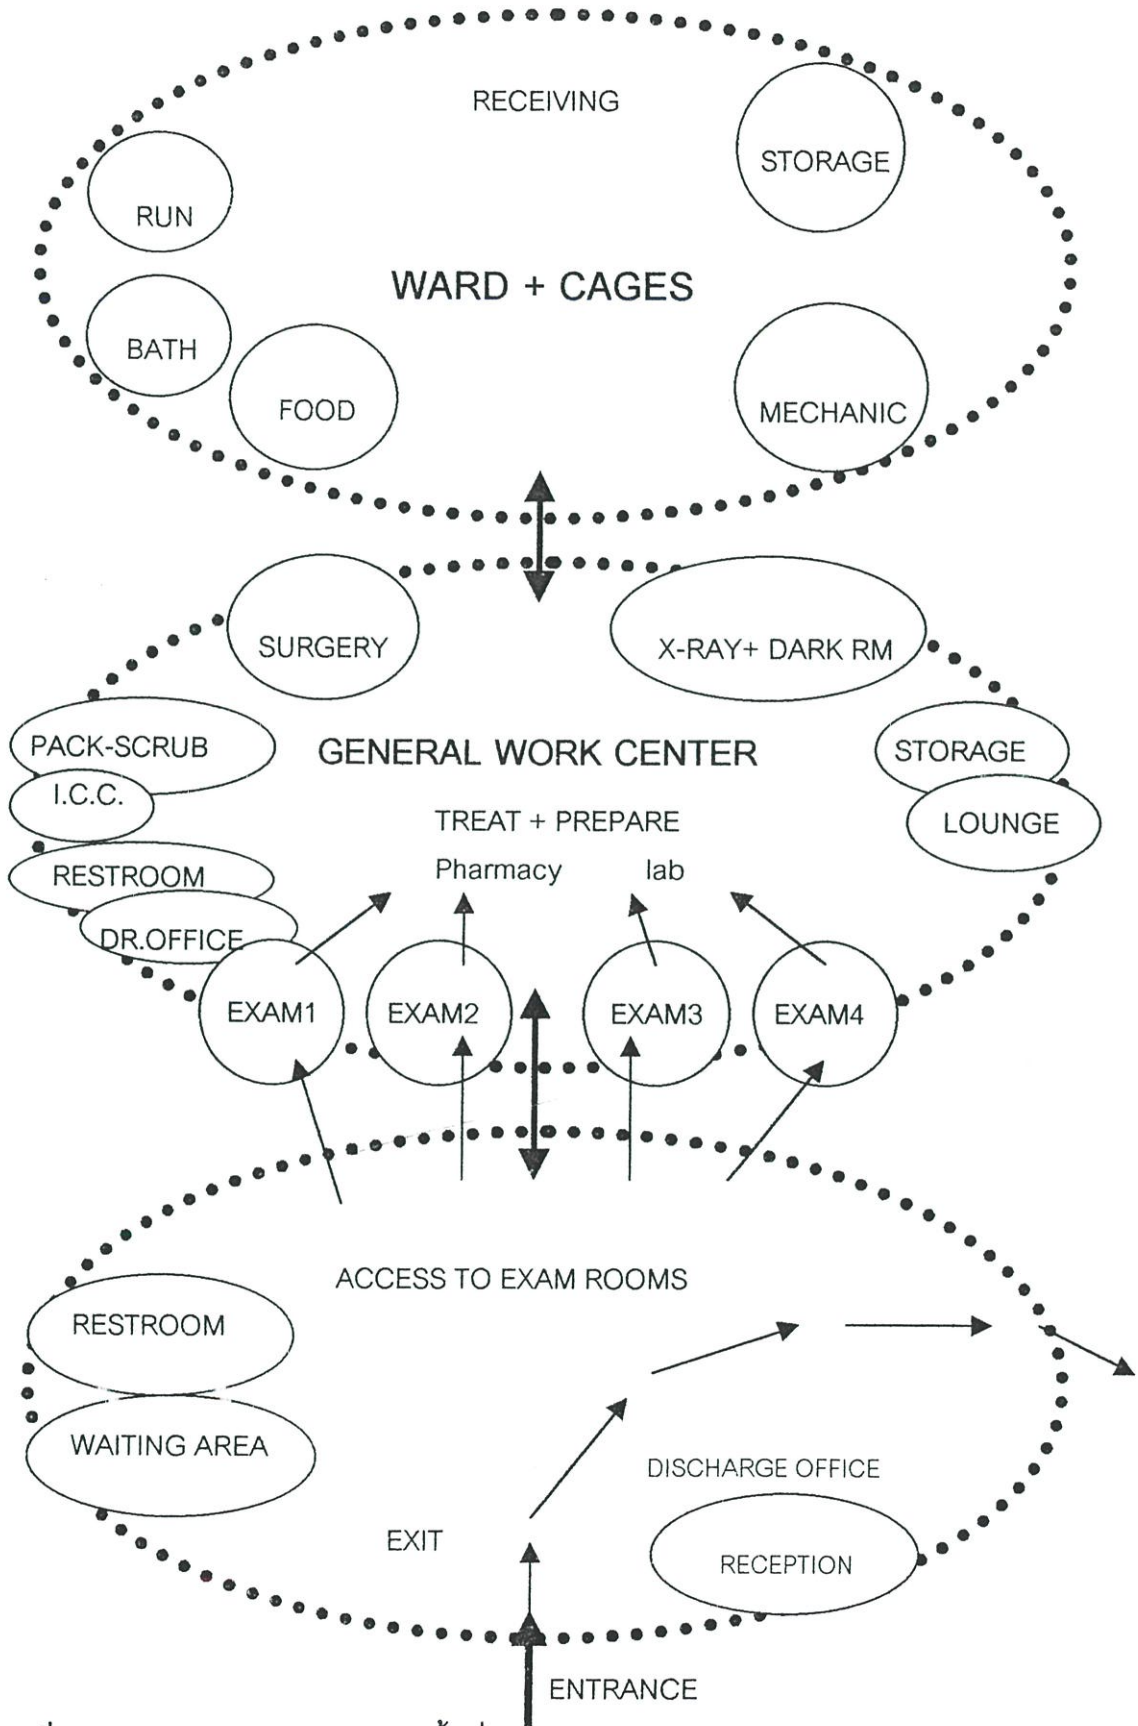 RECEIVING
STORAGE
RUN
WARD + CAGES
BATH
FOOD
MECHANIC
SURGERY
X-RAY+ DARK RM
PACK-SCRUB
GENERAL WORK CENTER
STORAGE
I.C.C.
TREAT + PREPARE
LOUNGE
Pharmacy lab
RESTROOM
DR.OFFICE
EXAM1
EXAM2
EXAM3
EXAM4
ACCESS TO EXAM ROOMS
RESTROOM
WAITING AREA
DISCHARGE OFFICE
EXIT
RECEPTION
ENTRANCE